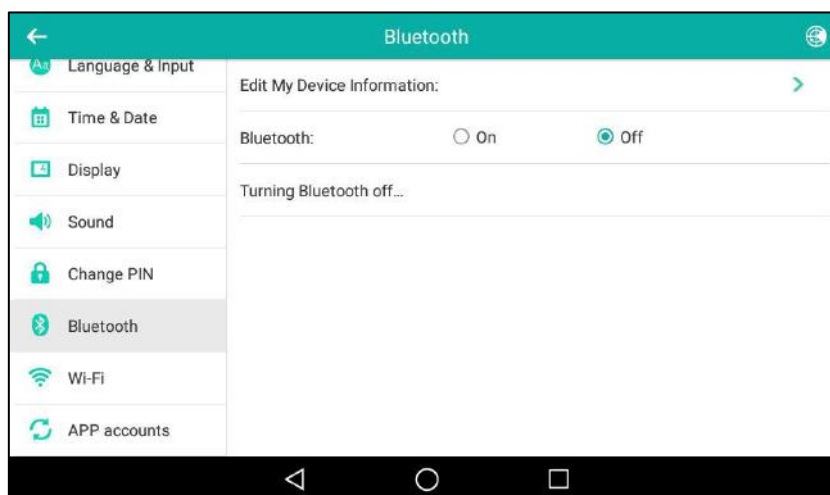 Bluetooth
Language & Input
Time & Date
Display
Sound
Change PIN
Bluetooth
Wi-Fi
APP accounts
Edit My Device Information:
Bluetooth: On Off
Turning Bluetooth off...